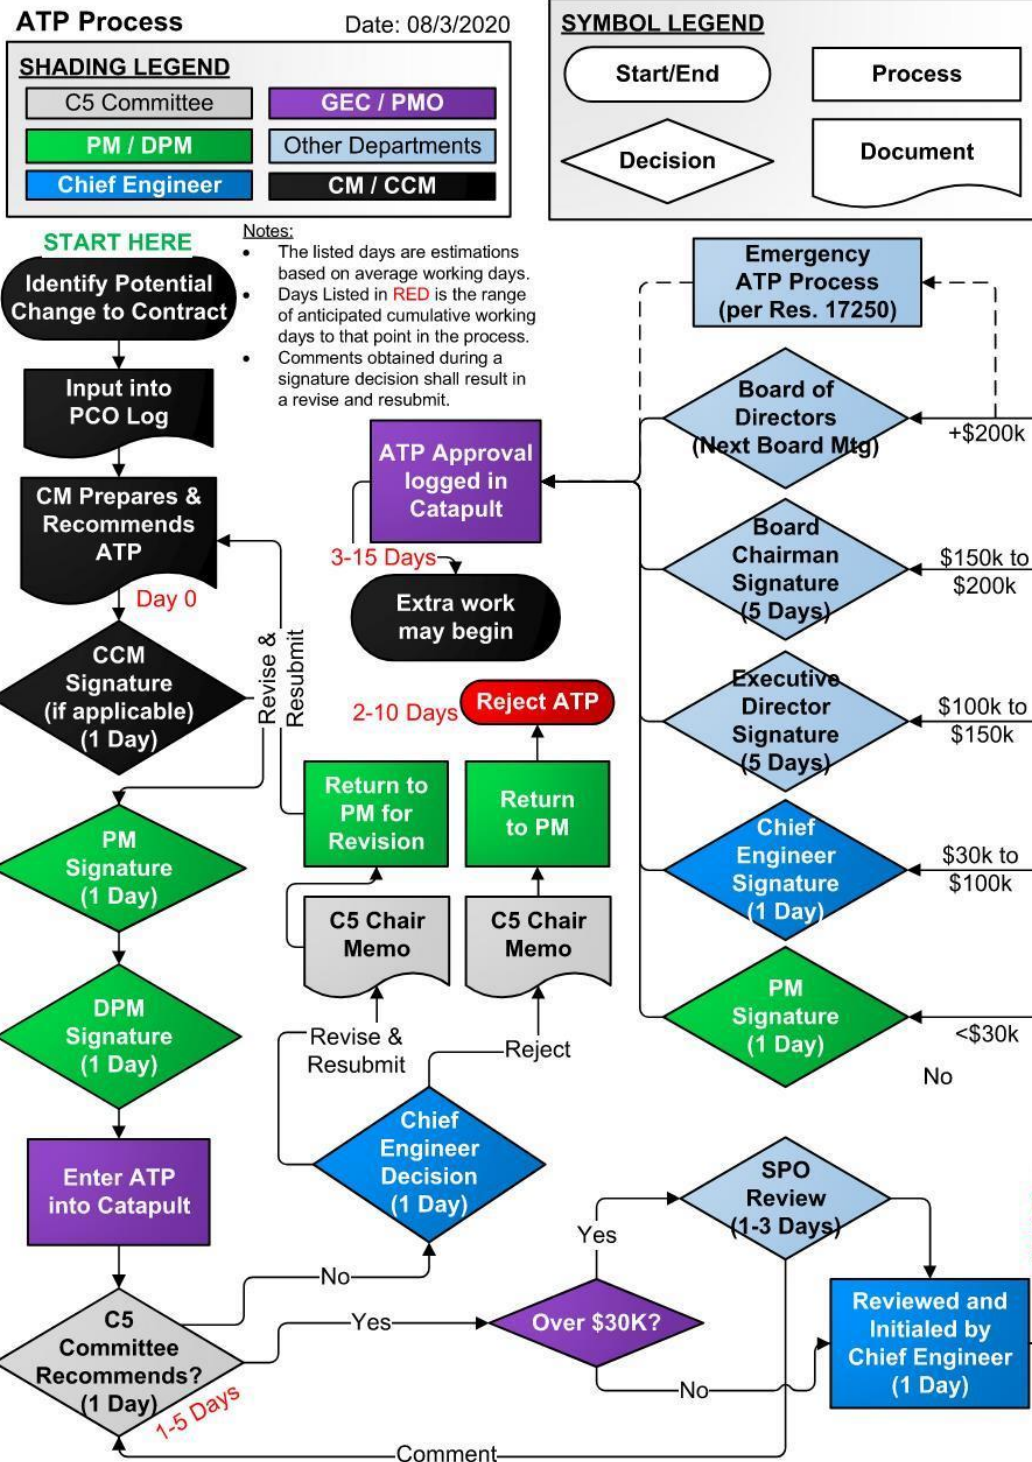 ATP Process
Date: 08/3/2020
SHADING LEGEND
C5 Committee
GEC / PMO
PM / DPM
Other Departments
Chief Engineer
CM / CCM
SYMBOL LEGEND
Start/End
Process
Decision
Document
START HERE
Identify Potential
Change to Contract
Notes:
• The listed days are estimations
based on average working days.
• Days Listed in RED is the range
of anticipated cumulative working
days to that point in the process.
• Comments obtained during a
signature decision shall result in
a revise and resubmit.
Input into
PCO Log
CM Prepares &
Recommends
ATP
Day 0
CCM
Signature
(if applicable)
(1 Day)
Revise &
Resubmit
PM
Signature
(1 Day)
DPM
Signature
(1 Day)
Enter ATP
into Catapult
C5
Committee
Recommends?
(1 Day)
1-5 Days
No
Yes
Comment
Chief
Engineer
Decision
(1 Day)
Revise &
Resubmit
Reject
C5 Chair
Memo
C5 Chair
Memo
Return to
PM for
Revision
Return
to PM
2-10 Days
Reject ATP
ATP Approval
logged in
Catapult
3-15 Days
Extra work
may begin
Emergency
ATP Process
(per Res. 17250)
Board of
Directors
(Next Board Mtg)
+$200k
Board
Chairman
Signature
(5 Days)
$150k to
$200k
Executive
Director
Signature
(5 Days)
$100k to
$150k
Chief
Engineer
Signature
(1 Day)
$30k to
$100k
PM
Signature
(1 Day)
<$30k
No
SPO
Review
(1-3 Days)
Yes
Over $30K?
No
Reviewed and
Initialed by
Chief Engineer
(1 Day)